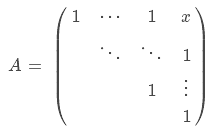 A = ( 1 ⋯ 1 x
⋱ ⋱ 1
1 ⋮
1 )